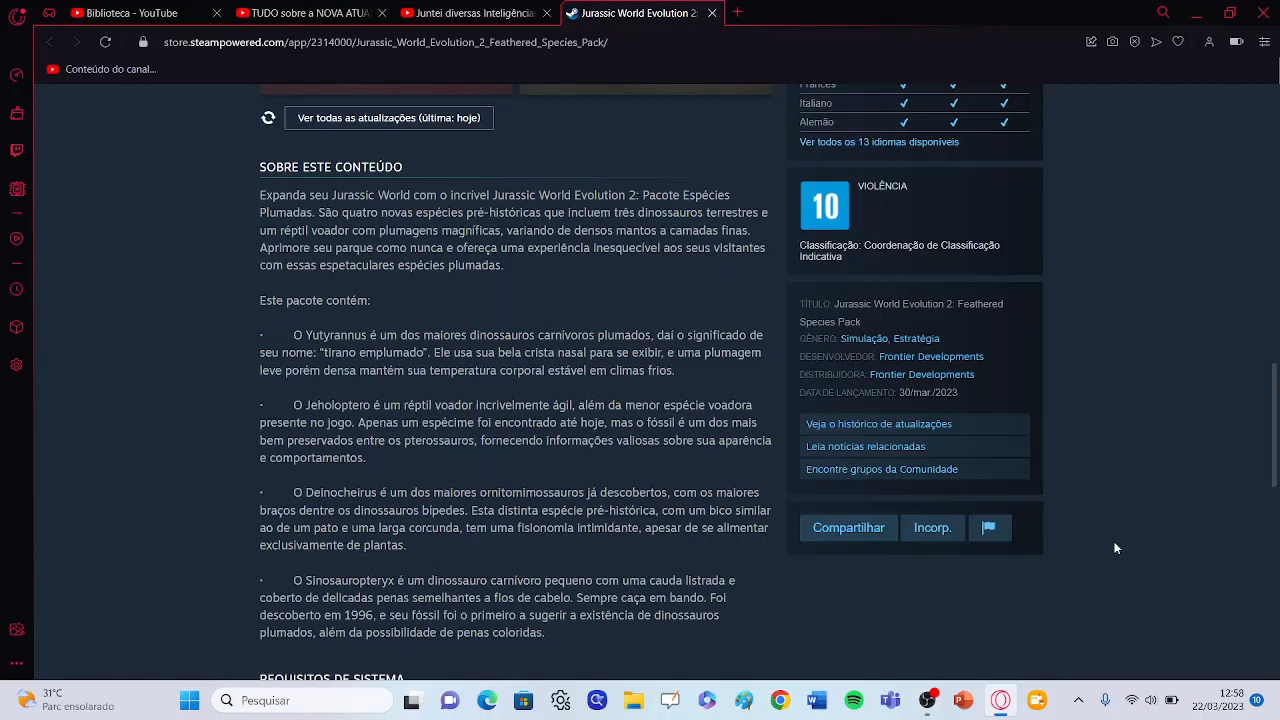 Biblioteca - YouTube
TUDO sobre a NOVA ATUA
Juntei diversas Inteligência
Jurassic World Evolution 2:
store.steampowered.com/app/2314000/Jurassic_World_Evolution_2_Feathered_Species_Pack/
Conteúdo do canal...
Ver todas as atualizações (última: hoje)
SOBRE ESTE CONTEÚDO
Expanda seu Jurassic World com o incrível Jurassic World Evolution 2: Pacote Espécies
Plumadas. São quatro novas espécies pré-históricas que incluem três dinossauros terrestres e
um réptil voador com plumagens magníficas, variando de densos mantos a camadas finas.
Aprimore seu parque como nunca e ofereça uma experiência inesquecível aos seus visitantes
com essas espetaculares espécies plumadas.
Este pacote contém:
· O Yutyrannus é um dos maiores dinossauros carnívoros plumados, daí o significado de
seu nome: “tirano emplumado”. Ele usa sua bela crista nasal para se exibir, e uma plumagem
leve porém densa mantém sua temperatura corporal estável em climas frios.
· O Jeholoptero é um réptil voador incrivelmente ágil, além da menor espécie voadora
presente no jogo. Apenas um espécime foi encontrado até hoje, mas o fóssil é um dos mais
bem preservados entre os pterossauros, fornecendo informações valiosas sobre sua aparência
e comportamentos.
· O Deinocheirus é um dos maiores ornitomimossauros já descobertos, com os maiores
braços dentre os dinossauros bípedes. Esta distinta espécie pré-histórica, com um bico similar
ao de um pato e uma larga corcunda, tem uma fisionomia intimidante, apesar de se alimentar
exclusivamente de plantas.
· O Sinosauropteryx é um dinossauro carnívoro pequeno com uma cauda listrada e
coberto de delicadas penas semelhantes a fios de cabelo. Sempre caça em bando. Foi
descoberto em 1996, e seu fóssil foi o primeiro a sugerir a existência de dinossauros
plumados, além da possibilidade de penas coloridas.
REQUISITOS DE SISTEMA
Francês
Italiano
Alemão
Ver todos os 13 idiomas disponíveis
10
VIOLÊNCIA
Classificação: Coordenação de Classificação
Indicativa
TÍTULO: Jurassic World Evolution 2: Feathered
Species Pack
GÊNERO: Simulação, Estratégia
DESENVOLVEDOR: Frontier Developments
DISTRIBUIDORA: Frontier Developments
DATA DE LANÇAMENTO: 30/mar./2023
Veja o histórico de atualizações
Leia notícias relacionadas
Encontre grupos da Comunidade
Compartilhar
Incorp.
31°C
Parc ensolarado
Pesquisar
22/03/2023